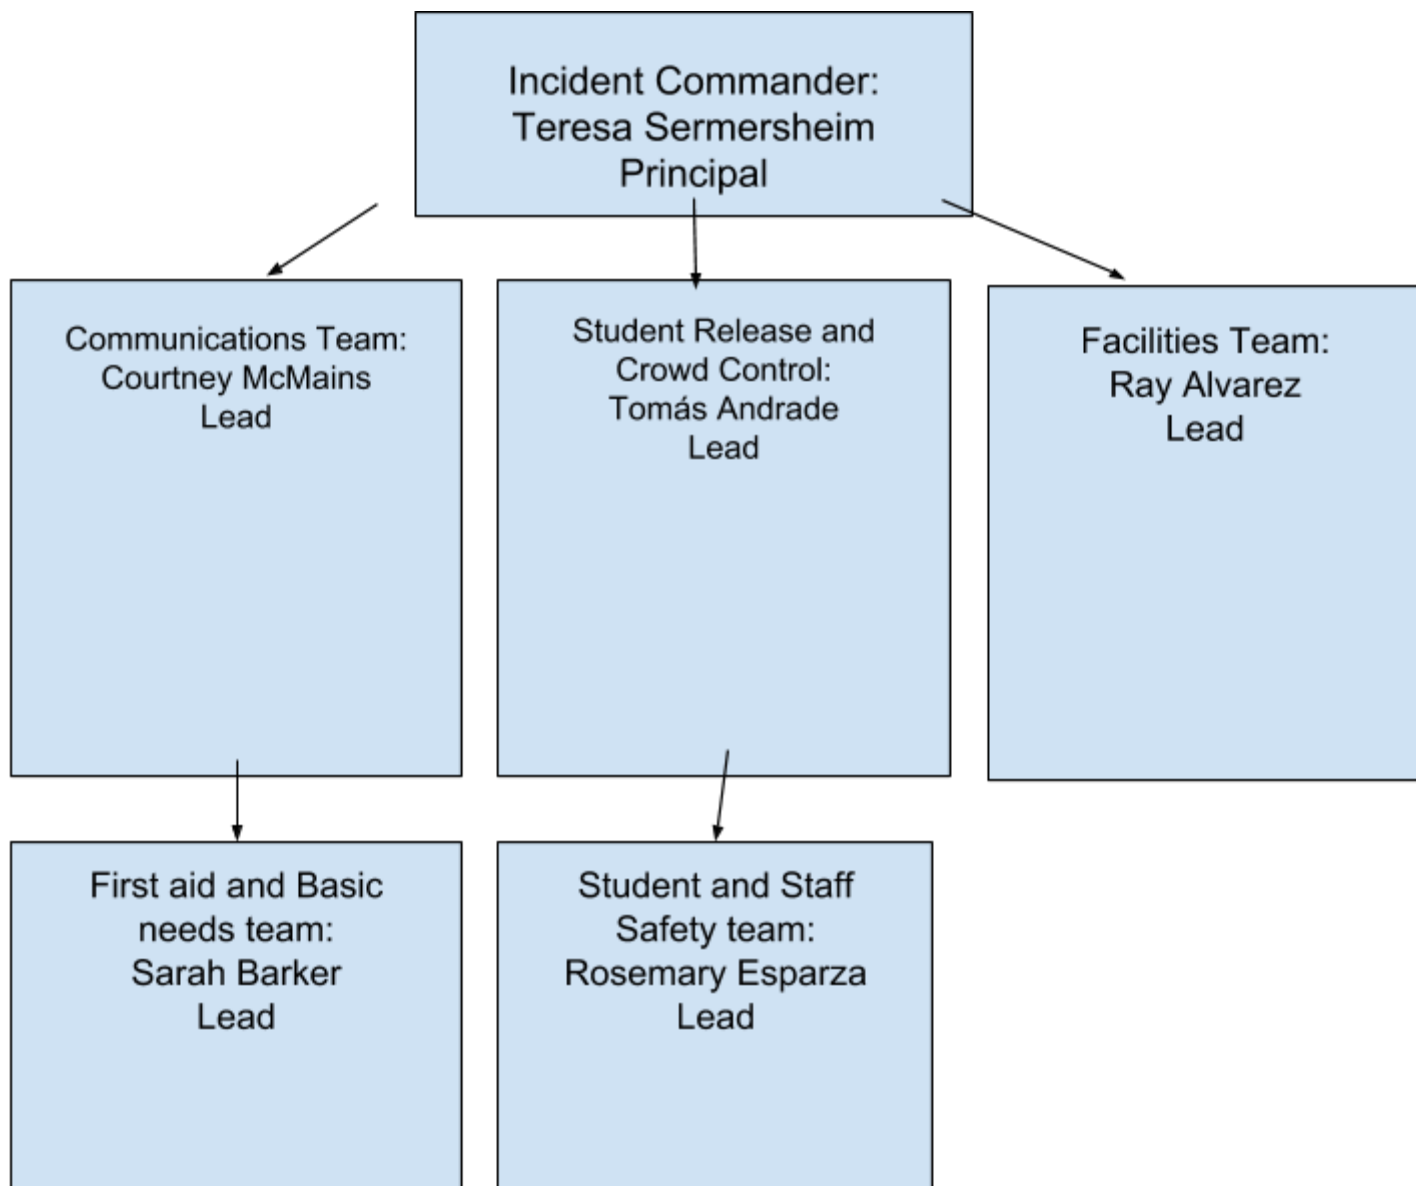 Incident Commander:
Teresa Sermersheim
Principal
Communications Team:
Courtney McMains
Lead
Student Release and
Crowd Control:
Tomás Andrade
Lead
Facilities Team:
Ray Alvarez
Lead
First aid and Basic
needs team:
Sarah Barker
Lead
Student and Staff
Safety team:
Rosemary Esparza
Lead